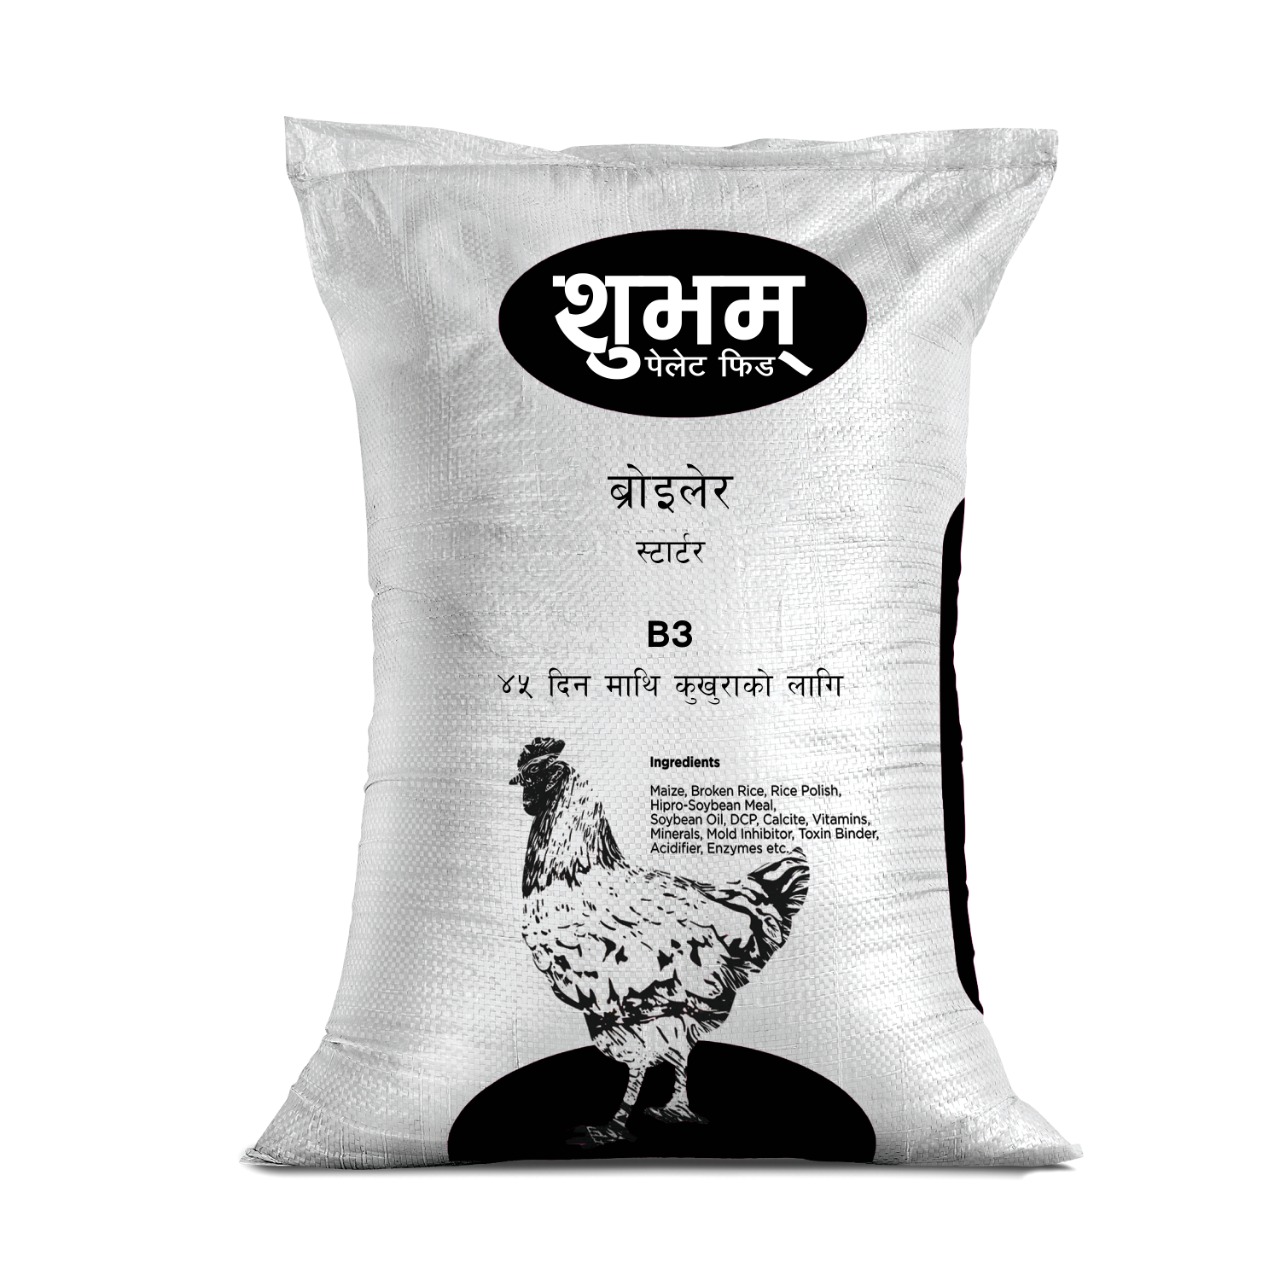 शुभम्
पेलेट फिड
ब्रोइलेर
स्टार्टर
B3
४५ दिन माथि कुखुराको लागि
Ingredients
Maize, Broken Rice, Rice Polish,
Hipro-Soybean Meal,
Soybean Oil, DCP, Calcite, Vitamins,
Minerals, Mold Inhibitor, Toxin Binder,
Acidifier, Enzymes etc..